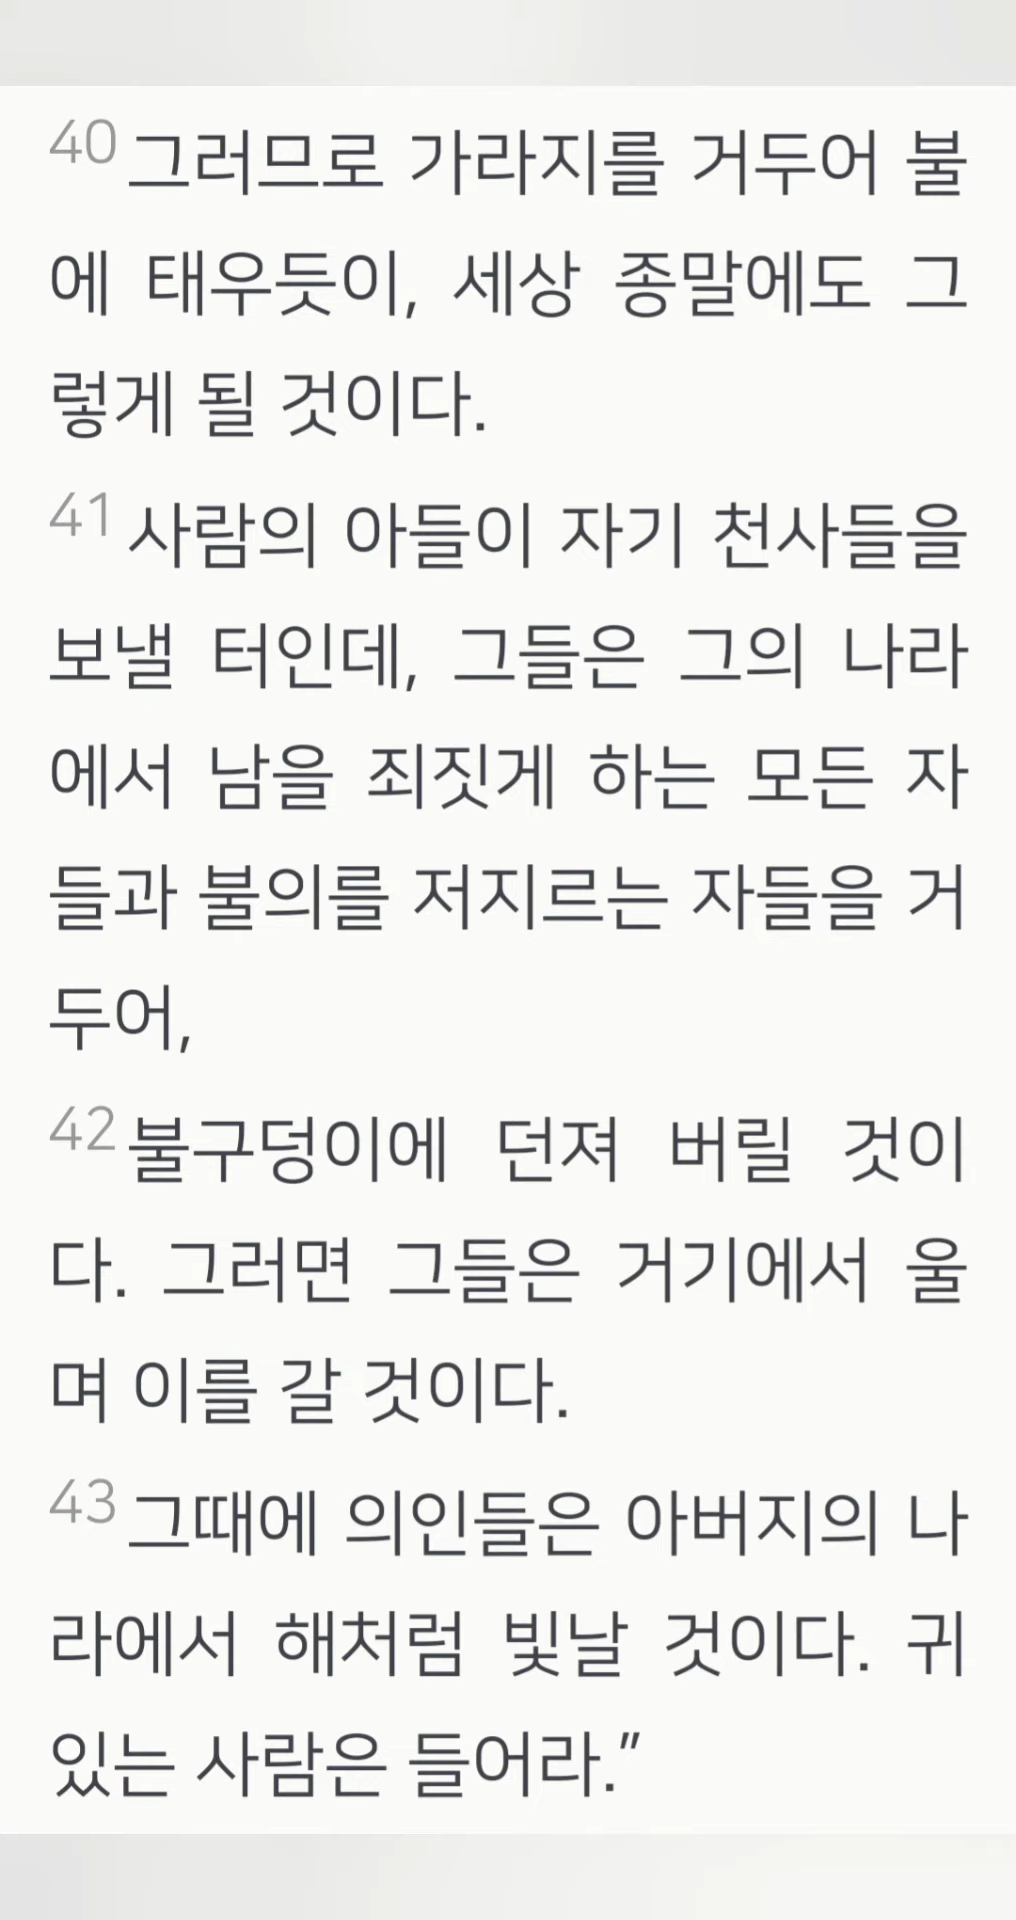 40 그러므로 가라지를 거두어 불
에 태우듯이, 세상 종말에도 그
렇게 될 것이다.
41 사람의 아들이 자기 천사들을
보낼 터인데, 그들은 그의 나라
에서 남을 죄짓게 하는 모든 자
들과 불의를 저지르는 자들을 거
두어,
42 불구덩이에 던져 버릴 것이
다. 그러면 그들은 거기에서 울
며 이를 갈 것이다.
43 그때에 의인들은 아버지의 나
라에서 해처럼 빛날 것이다. 귀
있는 사람은 들어라.”